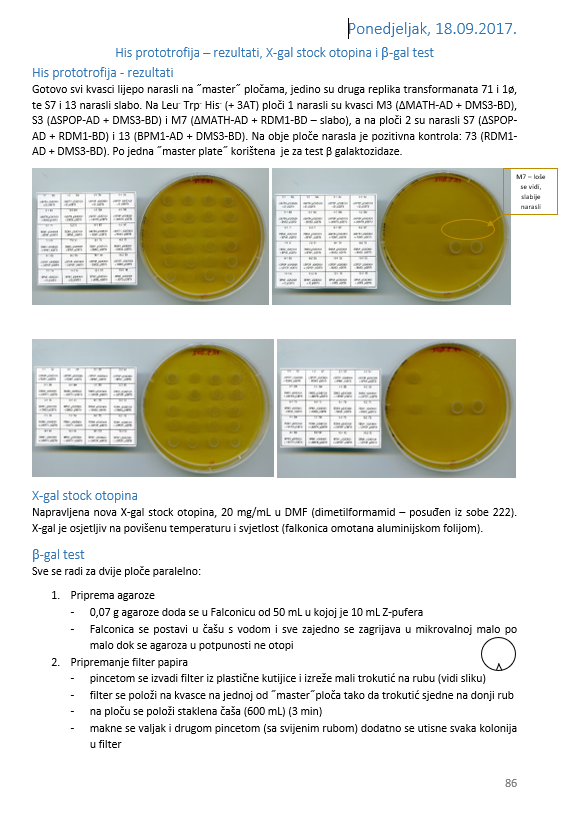 Ponedjeljak, 18.09.2017.
His prototrofija – rezultati, X-gal stock otopina i β-gal test
His prototrofija - rezultati
Gotovo svi kvasci lijepo narasli na ˝master˝ pločama, jedino su druga replika transformanata 71 i 1ø,
te S7 i 13 narasli slabo. Na Leu- Trp- His- (+ 3AT) ploči 1 narasli su kvasci M3 (ΔMATH-AD + DMS3-BD),
S3 (ΔSPOP-AD + DMS3-BD) i M7 (ΔMATH-AD + RDM1-BD – slabo), a na ploči 2 su narasli S7 (ΔSPOP-
AD + RDM1-BD) i 13 (BPM1-AD + DMS3-BD). Na obje ploče narasla je pozitivna kontrola: 73 (RDM1-
AD + DMS3-BD). Po jedna ˝master plate˝ korištena je za test β galaktozidaze.
M7 – loše
se vidi,
slabije
narasli
X-gal stock otopina
Napravljena nova X-gal stock otopina, 20 mg/mL u DMF (dimetilformamid – posuđen iz sobe 222).
X-gal je osjetljiv na povišenu temperaturu i svjetlost (falkonica omotana aluminijskom folijom).
β-gal test
Sve se radi za dvije ploče paralelno:
1. Priprema agaroze
- 0,07 g agaroze doda se u Falconicu od 50 mL u kojoj je 10 mL Z-pufera
- Falconica se postavi u čašu s vodom i sve zajedno se zagrijava u mikrovalnoj malo po
malo dok se agaroza u potpunosti ne otopi
2. Pripremanje filter papira
- pincetom se izvadi filter iz plastične kutijice i izreže mali trokutić na rubu (vidi sliku)
- filter se položi na kvasce na jednoj od ˝master˝ploča tako da trokutić sjedne na donji rub
- na ploču se položi staklena čaša (600 mL) (3 min)
- makne se valjak i drugom pincetom (sa svijenim rubom) dodatno se utisne svaka kolonija
u filter
86